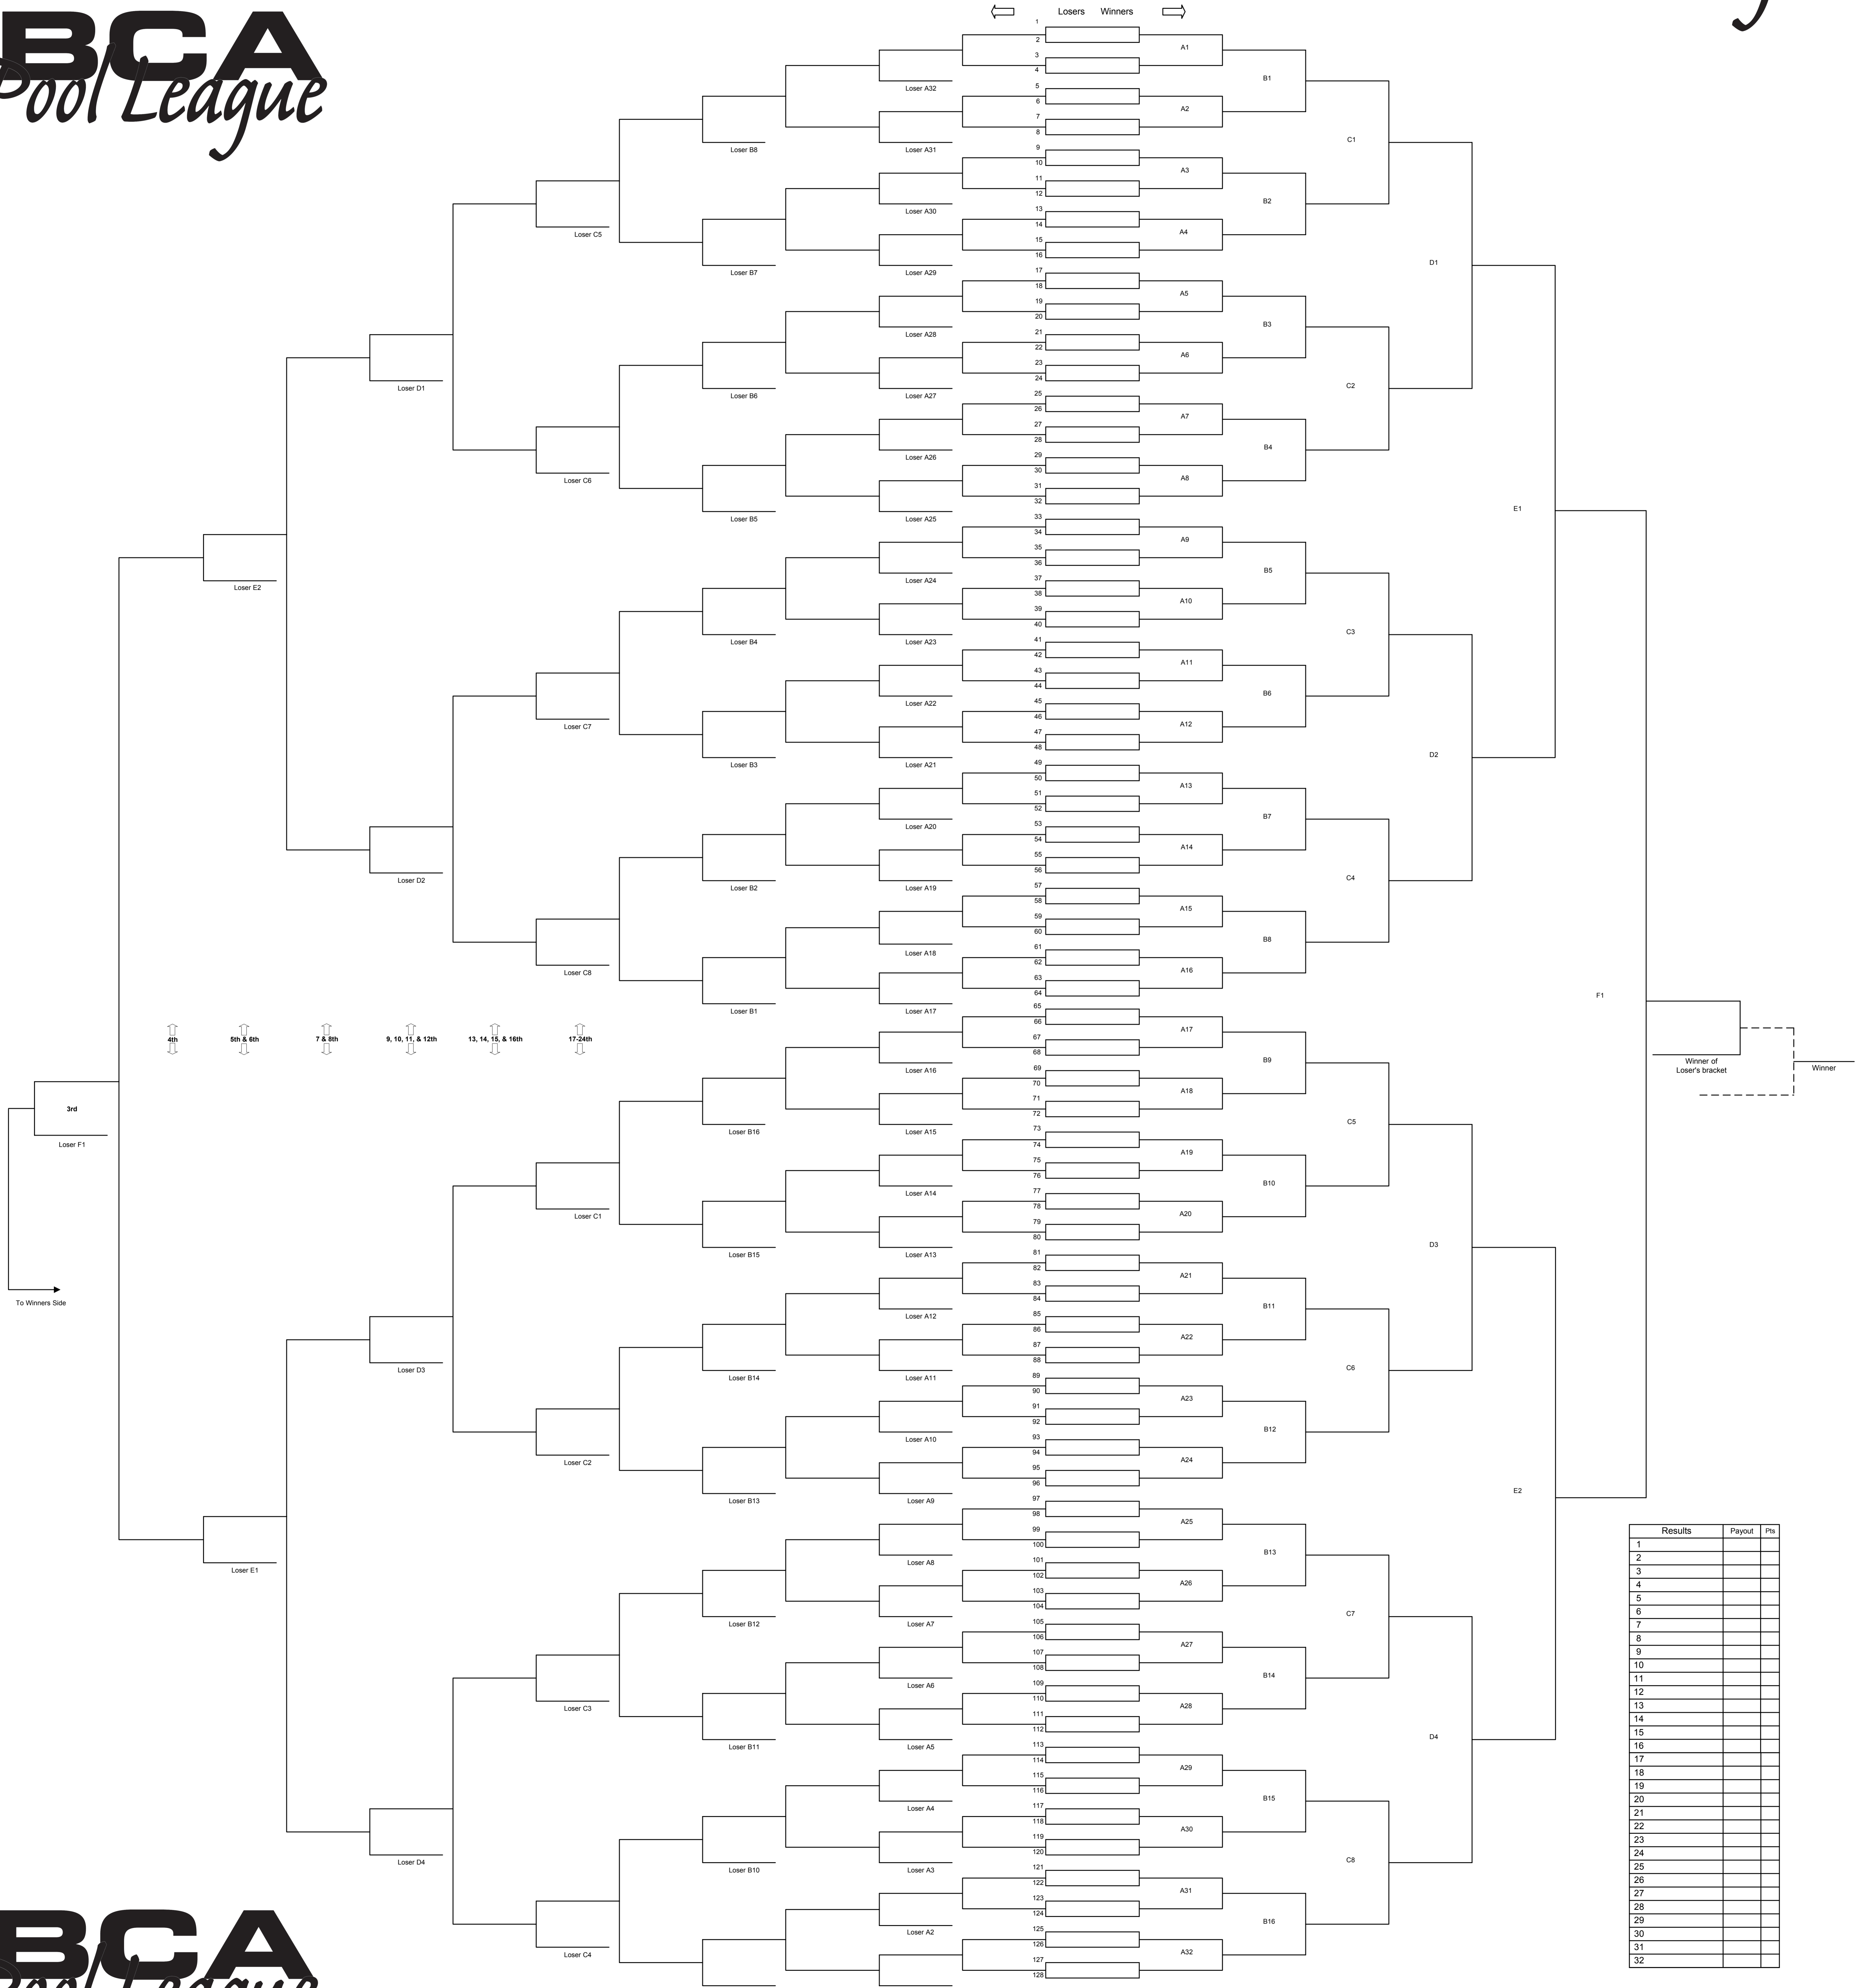 BCA
Pool League
Losers Winners
1
2
A1
3
4
B1
Loser A32
5
6
A2
7
8
C1
Loser B8
Loser A31
9
10
A3
11
12
B2
Loser A30
13
14
A4
Loser C5
15
16
D1
Loser B7
Loser A29
17
18
A5
19
20
B3
Loser A28
21
22
A6
23
24
C2
Loser D1
Loser B6
Loser A27
25
26
A7
27
28
B4
Loser A26
29
30
A8
Loser C6
31
32
E1
Loser B5
Loser A25
33
34
A9
35
36
B5
Loser E2
Loser A24
37
38
A10
39
40
C3
Loser B4
Loser A23
41
42
A11
43
44
B6
Loser A22
45
46
A12
Loser C7
47
48
D2
Loser B3
Loser A21
49
50
A13
51
52
B7
Loser A20
53
54
A14
55
56
C4
Loser D2
Loser B2
Loser A19
57
58
A15
59
60
B8
Loser A18
61
62
A16
Loser C8
63
64
F1
Loser B1
Loser A17
65
66
A17
4th
5th & 6th
7 & 8th
9, 10, 11, & 12th
13, 14, 15, & 16th
17-24th
67
68
B9
Winner of
Loser's bracket
Winner
Loser A16
69
70
A18
71
72
3rd
C5
Loser B16
Loser A15
Loser F1
73
74
A19
75
76
B10
Loser A14
77
78
A20
Loser C1
79
80
D3
Loser B15
Loser A13
81
82
A21
83
84
To Winners Side
B11
Loser A12
85
86
A22
87
88
C6
Loser D3
Loser B14
Loser A11
89
90
A23
91
92
B12
Loser A10
93
94
A24
Loser C2
95
96
E2
Loser B13
Loser A9
97
98
A25
99
100
B13
Loser E1
Loser A8
101
102
A26
103
104
C7
Loser B12
Loser A7
105
106
A27
107
108
B14
Loser A6
109
110
A28
Loser C3
111
112
D4
Loser B11
Loser A5
113
114
A29
115
116
B15
Loser A4
117
118
A30
119
120
C8
Loser D4
Loser B10
Loser A3
121
122
A31
123
124
B16
Loser A2
125
126
A32
Loser C4
127
128
Results Payout Pts
1
2
3
4
5
6
7
8
9
10
11
12
13
14
15
16
17
18
19
20
21
22
23
24
25
26
27
28
29
30
31
32
BCA
Pool League